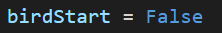 birdStart = False